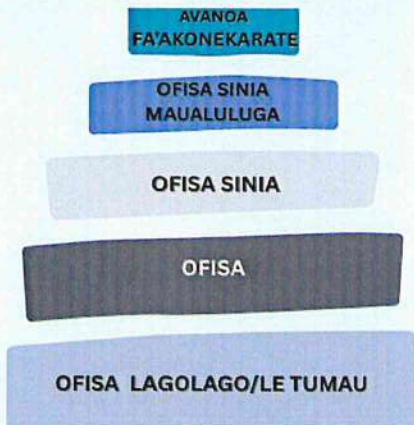 AVANOA
FA'AKONEKARATE
OFISA SINIA
MAUALULUGA
OFISA SINIA
OFISA
OFISA LAGOLAGO/LE TUMAU